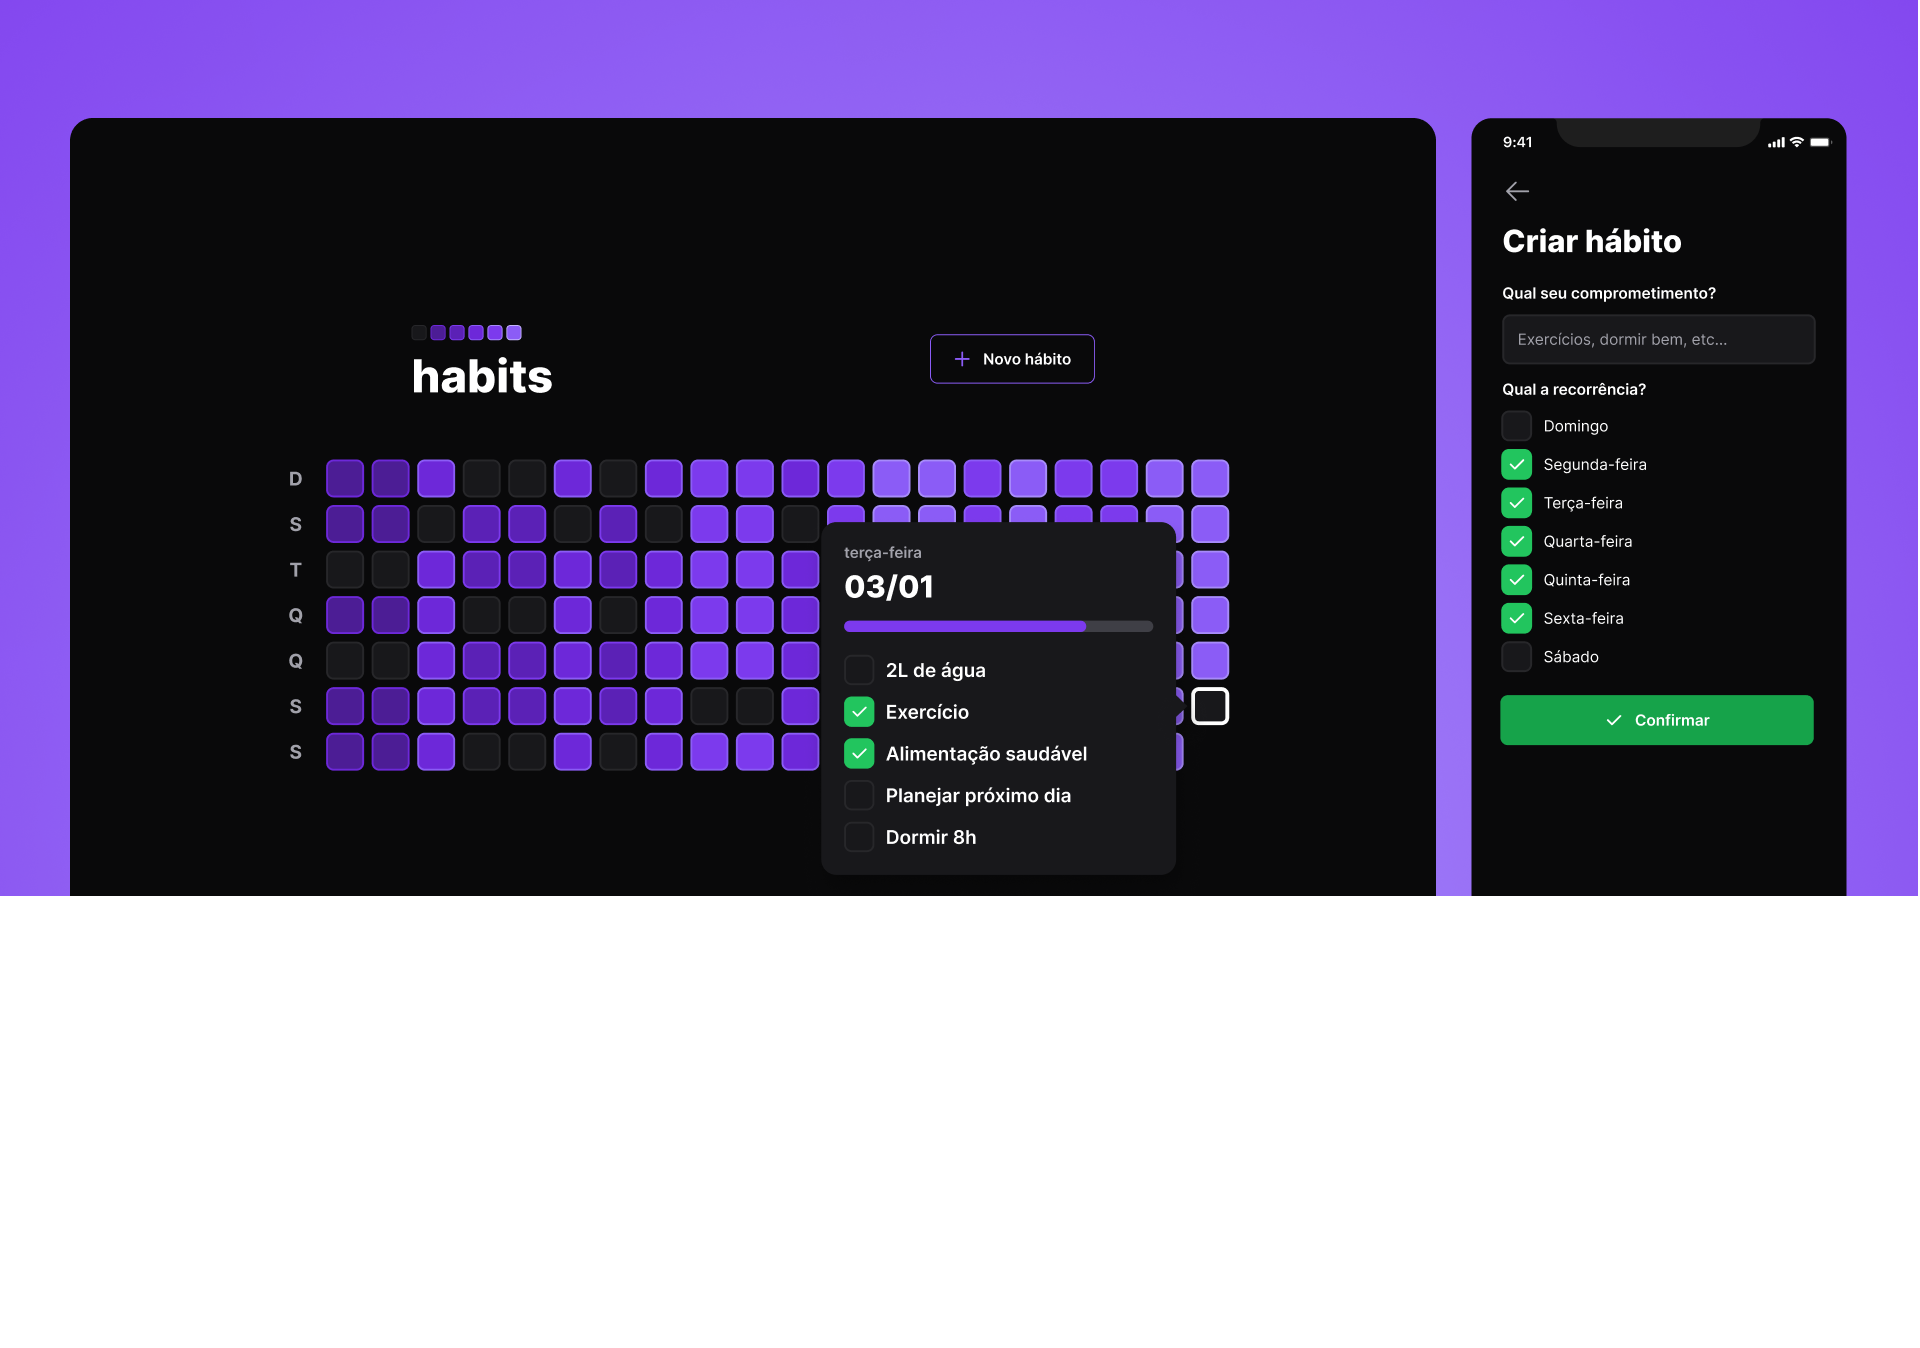 habits
Novo hábito
D
S
T
Q
Q
S
S
terça-feira
03/01
2L de água
Exercício
Alimentação saudável
Planejar próximo dia
Dormir 8h
9:41
Criar hábito
Qual seu comprometimento?
Exercícios, dormir bem, etc...
Qual a recorrência?
Domingo
Segunda-feira
Terça-feira
Quarta-feira
Quinta-feira
Sexta-feira
Sábado
Confirmar